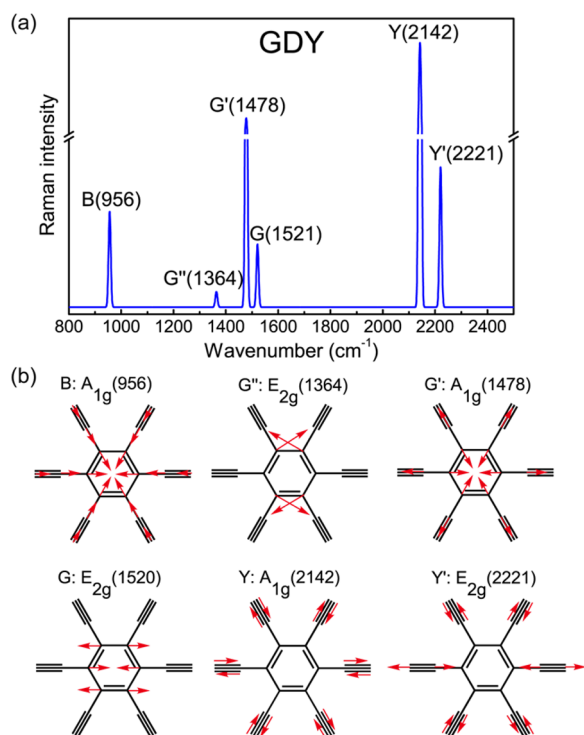 (a)
GDY
Y(2142)
G'(1478)
Y'(2221)
B(956)
G(1521)
G''(1364)
Raman intensity
800 1000 1200 1400 1600 1800 2000 2200 2400
Wavenumber (cm-1)
(b)
B: A1g(956) G'': E2g(1364) G': A1g(1478)
G: E2g(1520) Y: A1g(2142) Y': E2g(2221)